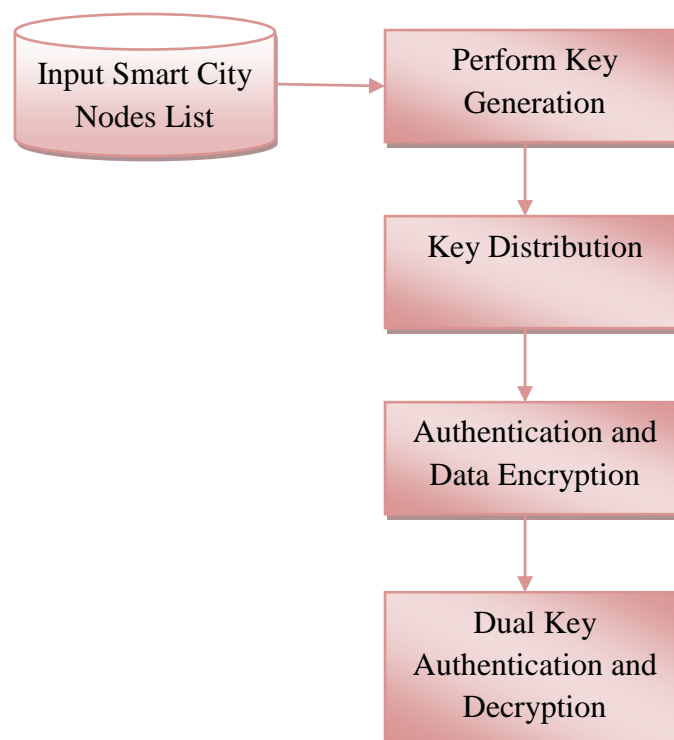 Input Smart City
Nodes List
Perform Key
Generation
Key Distribution
Authentication and
Data Encryption
Dual Key
Authentication and
Decryption